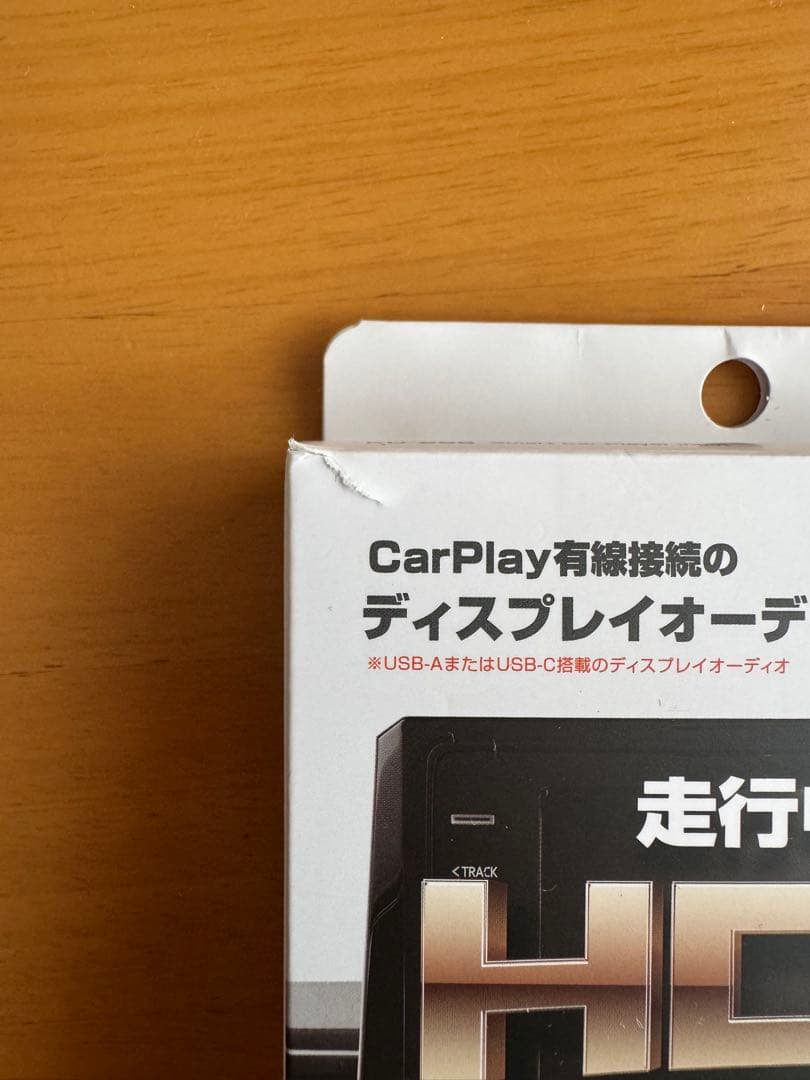 CarPlay有線接続の
ディスプレイオーデ
※USB-AまたはUSB-C搭載のディスプレイオーディオ
走行
<TRACK